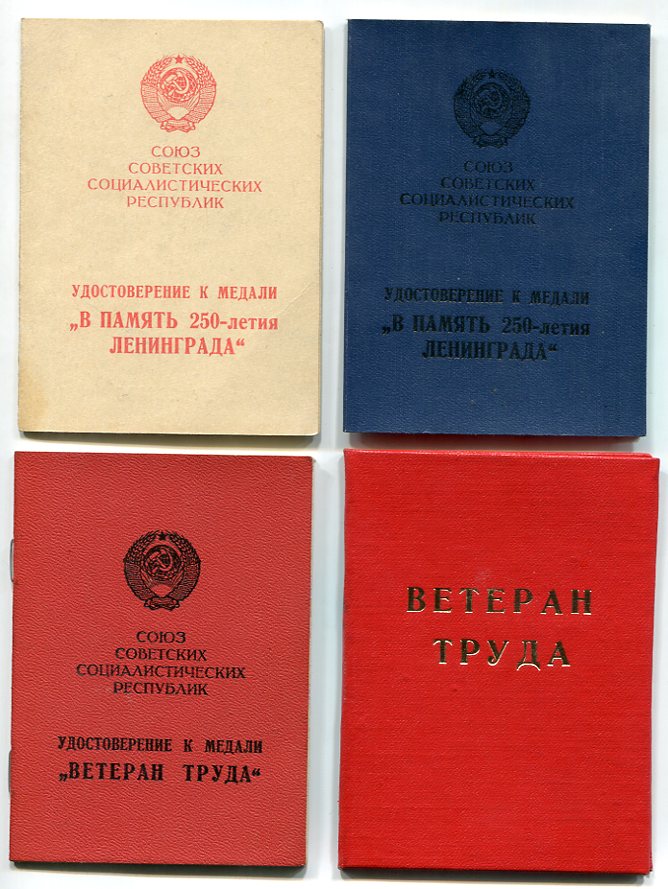 СОЮЗ
СОВЕТСКИХ
СОЦИАЛИСТИЧЕСКИХ
РЕСПУБЛИК
УДОСТОВЕРЕНИЕ К МЕДАЛИ
„В ПАМЯТЬ 250-летия
ЛЕНИНГРАДА“
СОЮЗ
СОВЕТСКИХ
СОЦИАЛИСТИЧЕСКИХ
РЕСПУБЛИК
УДОСТОВЕРЕНИЕ К МЕДАЛИ
„В ПАМЯТЬ 250-летия
ЛЕНИНГРАДА“
СОЮЗ
СОВЕТСКИХ
СОЦИАЛИСТИЧЕСКИХ
РЕСПУБЛИК
УДОСТОВЕРЕНИЕ К МЕДАЛИ
„ВЕТЕРАН ТРУДА“
ВЕТЕРАН
ТРУДА